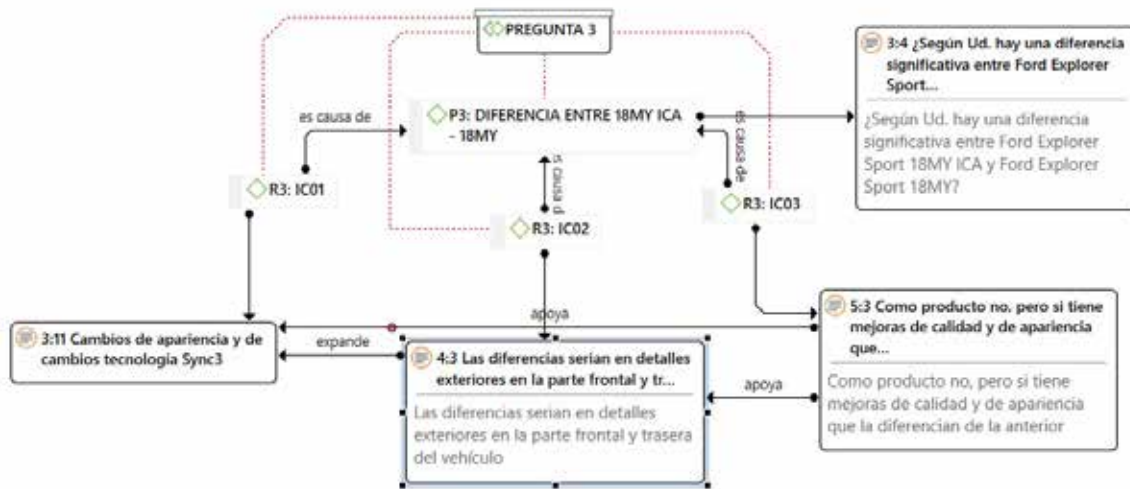 PREGUNTA 3
3:4 ¿Según Ud. hay una diferencia
significativa entre Ford Explorer
Sport...
¿Según Ud. hay una diferencia
significativa entre Ford Explorer
Sport 18MY ICA y Ford Explorer
Sport 18MY?
es causa de
P3: DIFERENCIA ENTRE 18MY ICA
- 18MY
es causa de
s causa d
R3: IC01
R3: IC02
R3: IC03
3:11 Cambios de apariencia y de
cambios tecnología Sync3
expande
apoya
4:3 Las diferencias serian en detalles
exteriores en la parte frontal y tr...
Las diferencias serian en detalles
exteriores en la parte frontal y trasera
del vehículo
apoya
5:3 Como producto no, pero si tiene
mejoras de calidad y de apariencia
que...
Como producto no, pero si tiene
mejoras de calidad y de apariencia
que la diferencian de la anterior